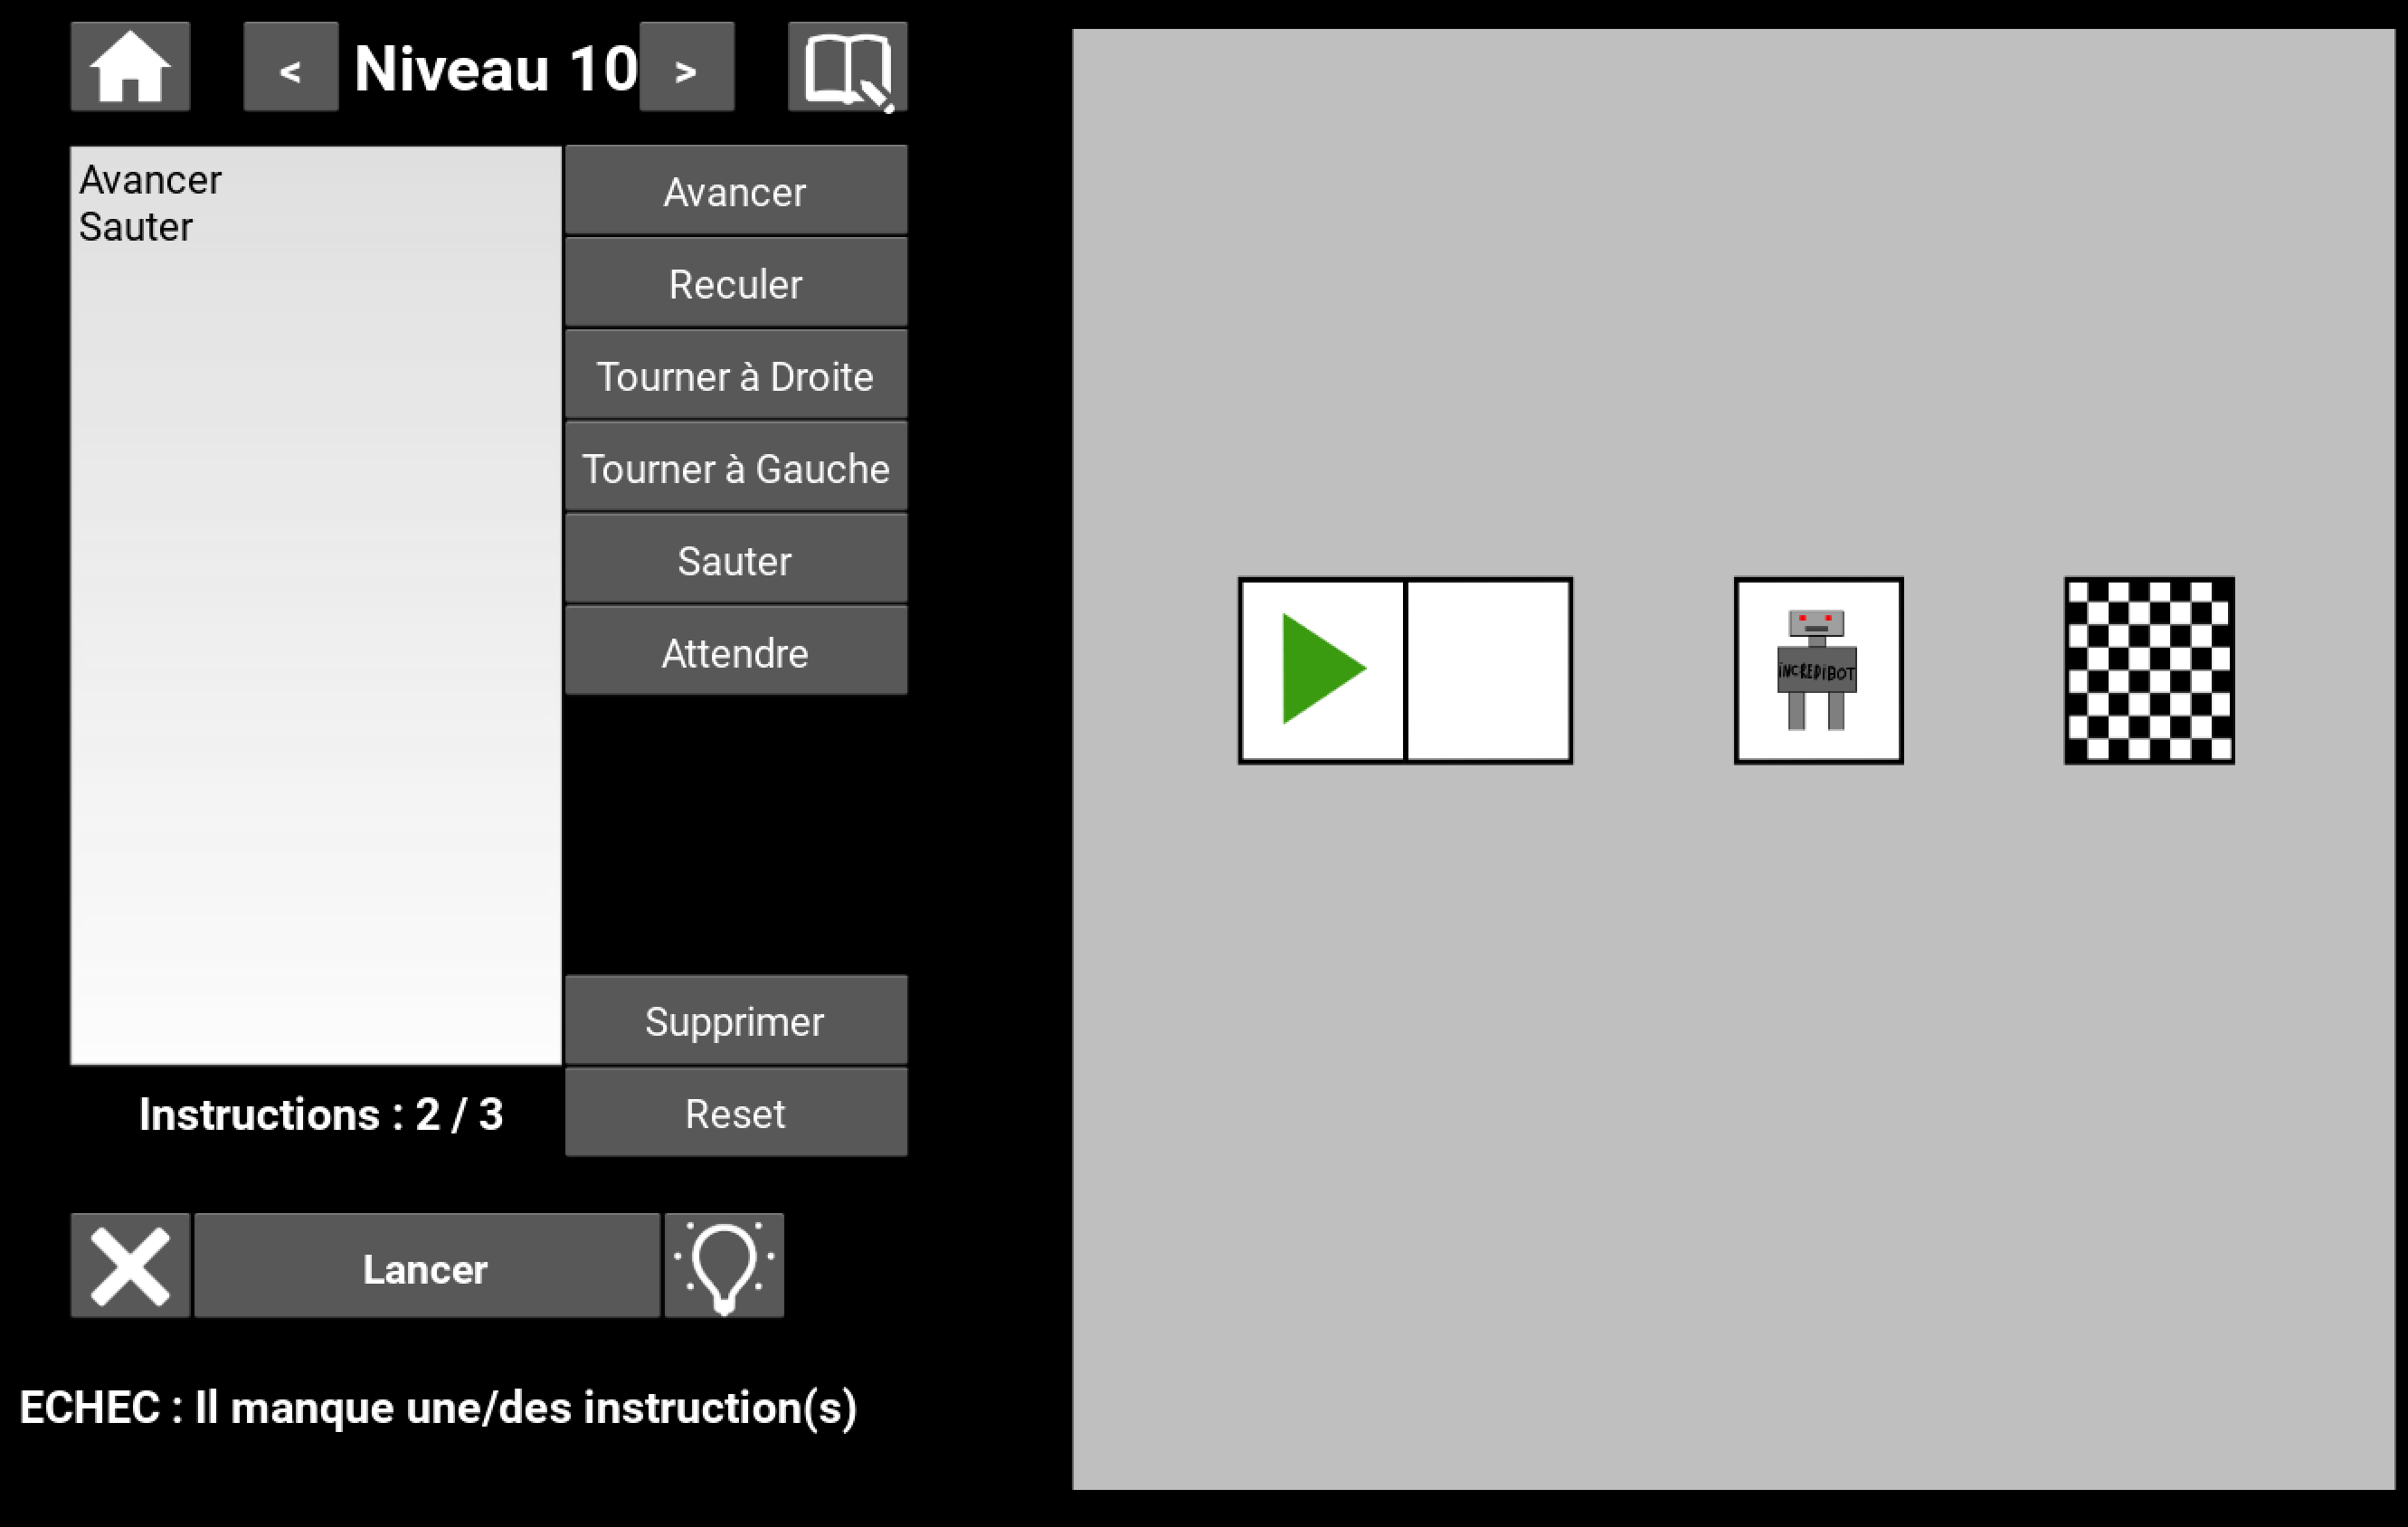 < Niveau 10 >
Avancer
Sauter
Avancer
Reculer
Tourner à Droite
Tourner à Gauche
Sauter
Attendre
Supprimer
Reset
Instructions : 2 / 3
Lancer
ECHEC : Il manque une/des instruction(s)
iNCREDiBOT